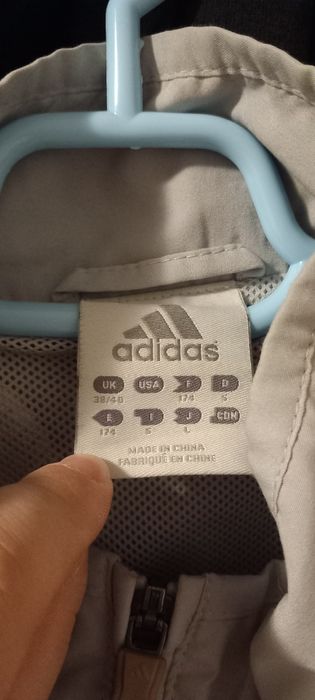 adidas
UK USA F D
38/40 174 S
E I J CDN
174 S L
MADE IN CHINA
FABRIQUÉ EN CHINE